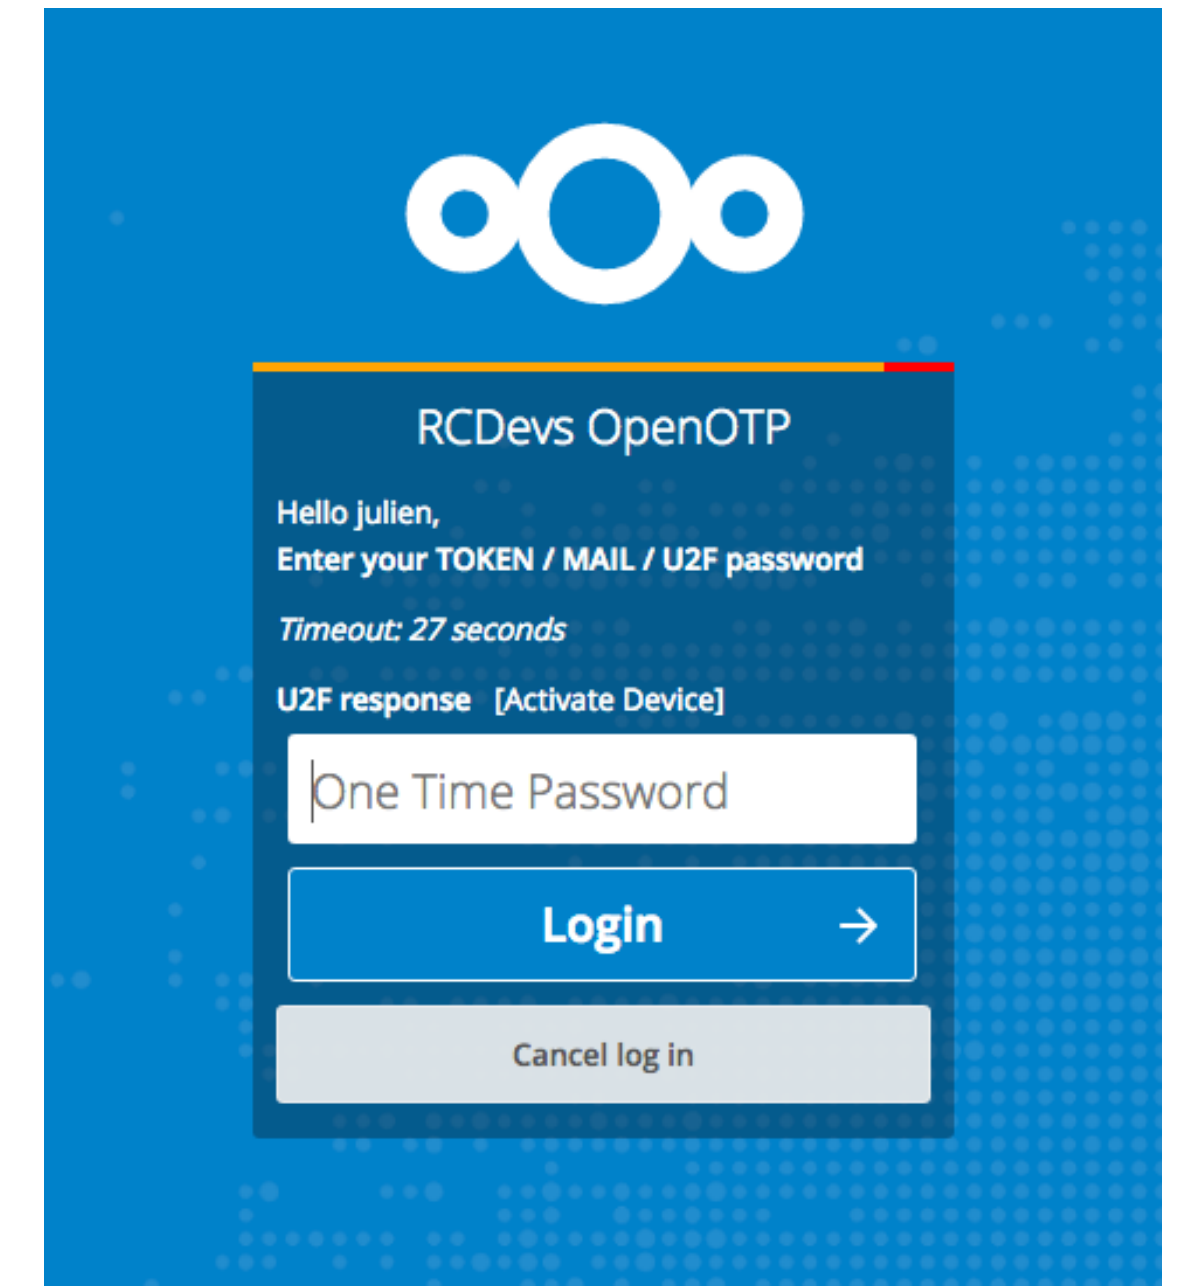 RCDevs OpenOTP
Hello julien,
Enter your TOKEN / MAIL / U2F password
Timeout: 27 seconds
U2F response [Activate Device]
One Time Password
Login →
Cancel log in